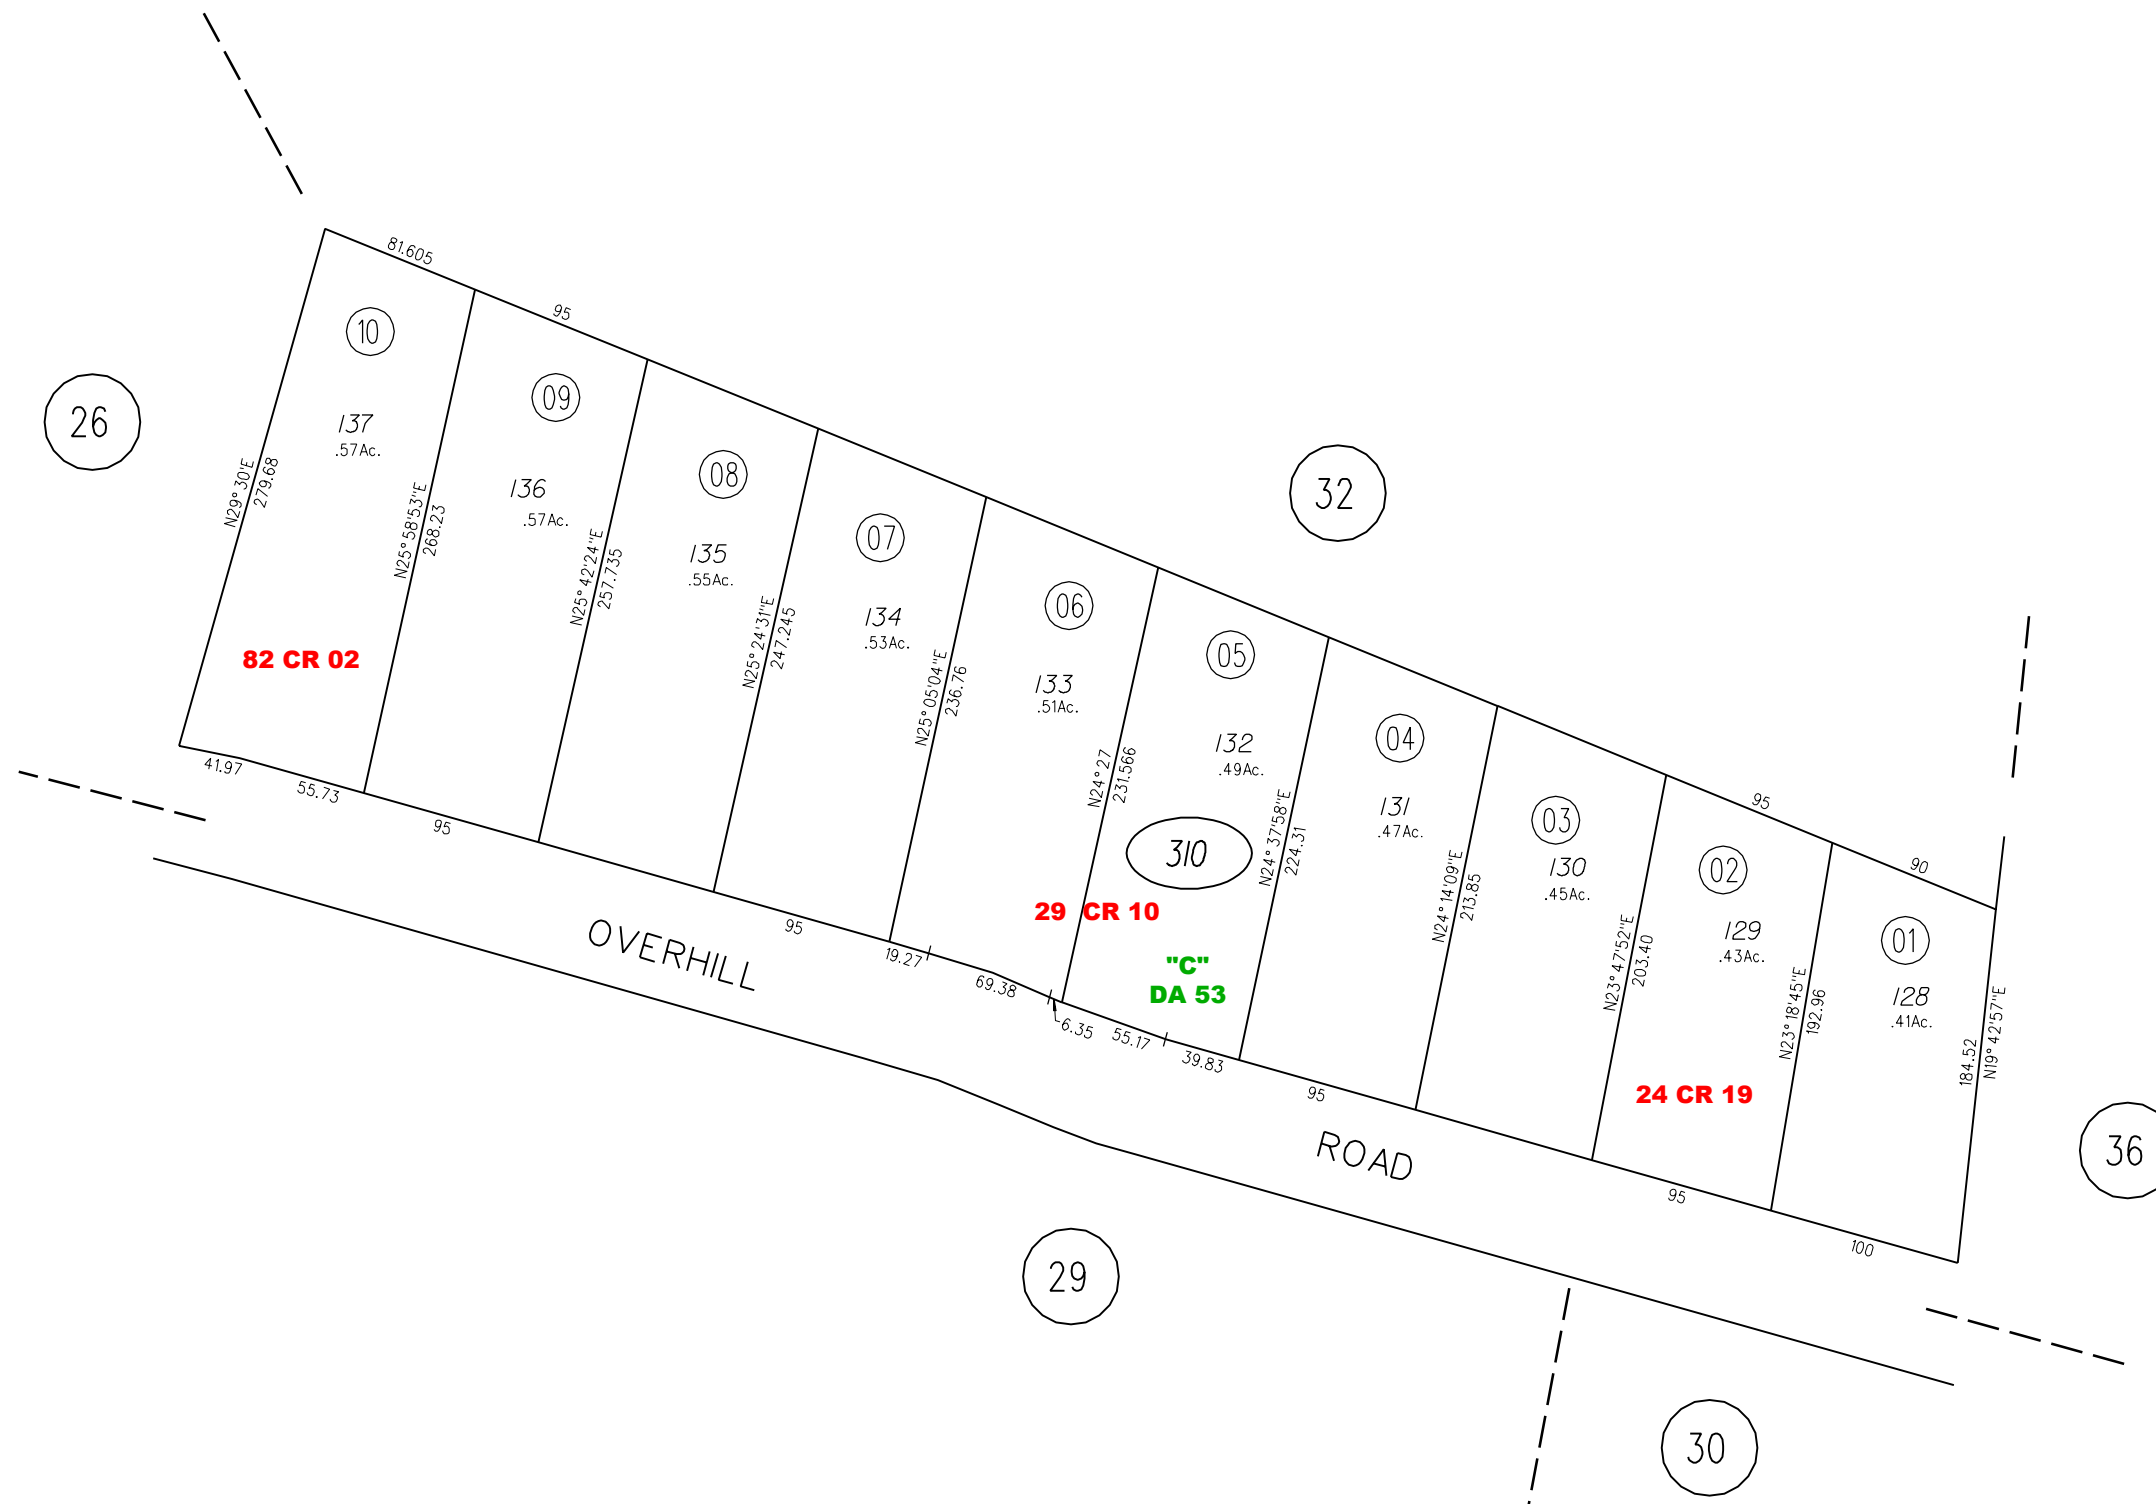 81.605
95
10
137
.57Ac.
N29°30'E
279.68
82 CR 02
41.97
55.73
26
N25°58'53"E
268.23
09
136
.57Ac.
95
N25°42'24"E
257.735
08
135
.55Ac.
N25°24'31"E
247.245
07
134
.53Ac.
95
N25°05'04"E
236.76
06
133
.51Ac.
19.27
69.38
6.35
N24°27
231.566
29 CR 10
32
05
132
.49Ac.
310
"C"
DA 53
55.17
39.83
N24°37'58"E
224.31
04
131
.47Ac.
95
N24°14'09"E
213.85
03
130
.45Ac.
N23°47'52"E
203.40
95
02
129
.43Ac.
24 CR 19
95
N23°18'45"E
192.96
90
01
128
.41Ac.
100
184.52
N19°42'57"E
36
OVERHILL
ROAD
29
30